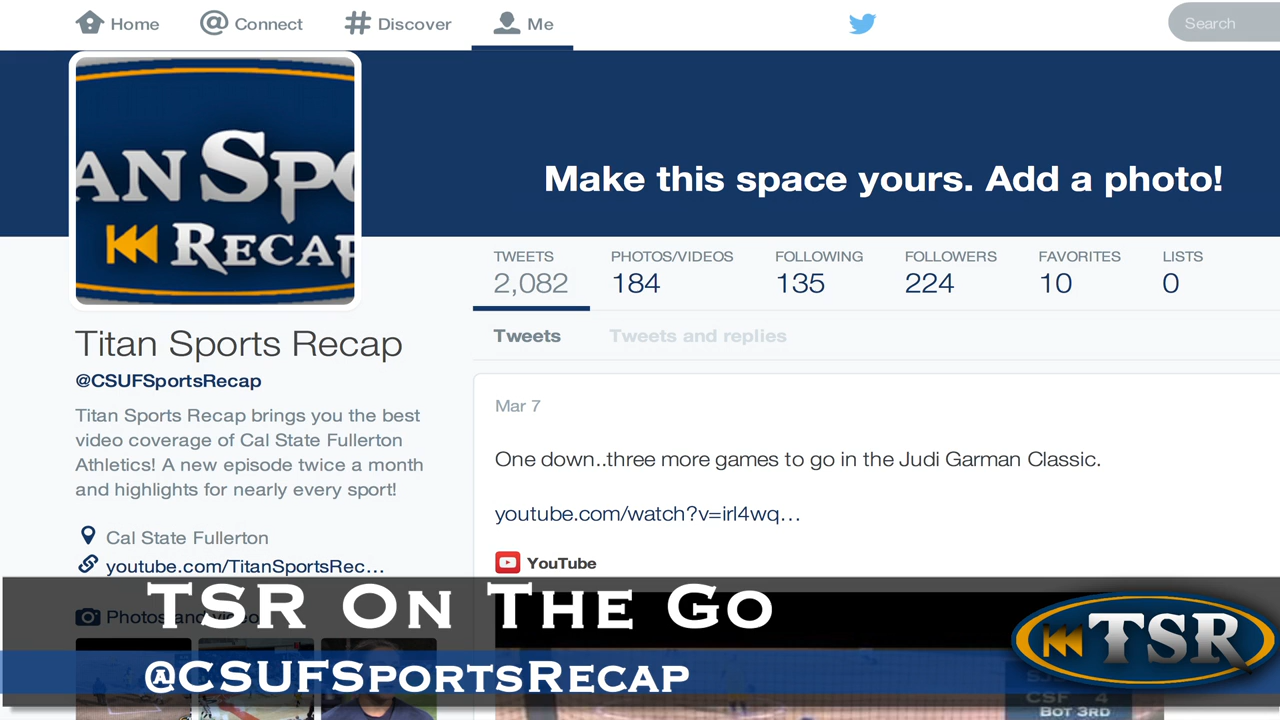 Home
Connect
Discover
Me
Search
AN SPO
RECAP
Make this space yours. Add a photo!
TWEETS
2,082
PHOTOS/VIDEOS
184
FOLLOWING
135
FOLLOWERS
224
FAVORITES
10
LISTS
0
Titan Sports Recap
@CSUFSportsRecap
Titan Sports Recap brings you the best
video coverage of Cal State Fullerton
Athletics! A new episode twice a month
and highlights for nearly every sport!
Cal State Fullerton
youtube.com/TitanSportsRec…
Photos and video
Tweets
Tweets and replies
Mar 7
One down..three more games to go in the Judi Garman Classic.
youtube.com/watch?v=irl4wq…
YouTube
CSF 4
BOT 3RD
TSR ON THE GO
@CSUFSPORTSRECAP
TSR